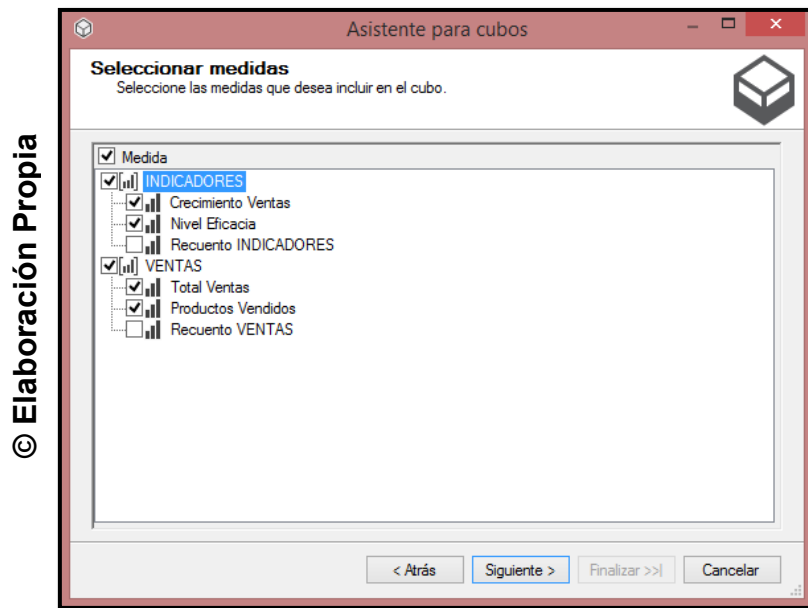 © Elaboración Propia
Asistente para cubos
Seleccionar medidas
Seleccione las medidas que desea incluir en el cubo.
Medida
INDICADORES
Crecimiento Ventas
Nivel Eficacia
Recuento INDICADORES
VENTAS
Total Ventas
Productos Vendidos
Recuento VENTAS
< Atrás Siguiente > Finalizar >>| Cancelar